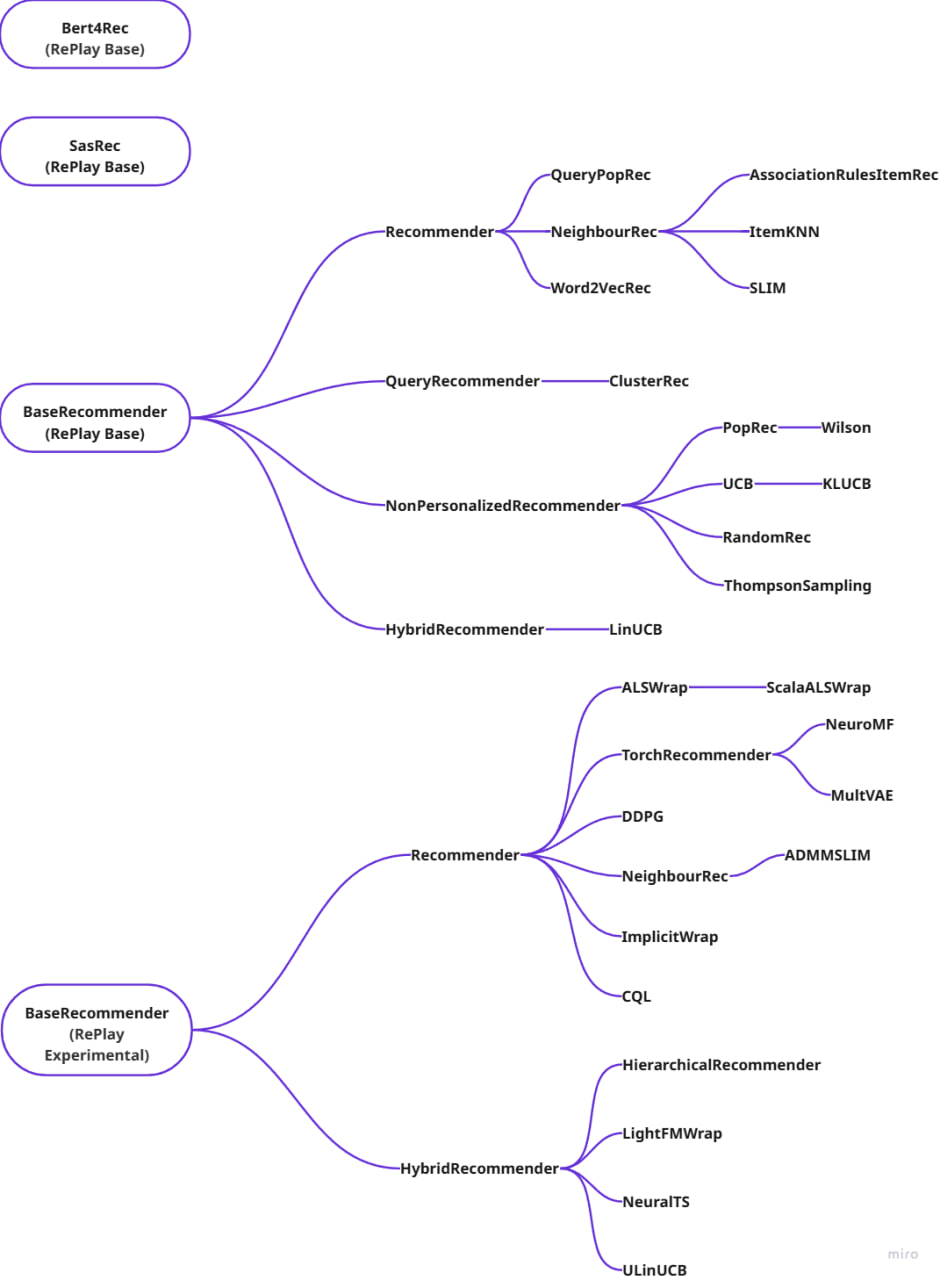 Bert4Rec
(RePlay Base)
SasRec
(RePlay Base)
BaseRecommender
(RePlay Base)
Recommender
QueryPopRec
NeighbourRec
AssociationRulesItemRec
ItemKNN
SLIM
Word2VecRec
QueryRecommender
ClusterRec
NonPersonalizedRecommender
PopRec
Wilson
UCB
KLUCB
RandomRec
ThompsonSampling
HybridRecommender
LinUCB
BaseRecommender
(RePlay
Experimental)
Recommender
ALSWrap
ScalaALSWrap
TorchRecommender
NeuroMF
MultVAE
DDPG
NeighbourRec
ADMMSLIM
ImplicitWrap
CQL
HybridRecommender
HierarchicalRecommender
LightFMWrap
NeuralTS
ULinUCB
miro